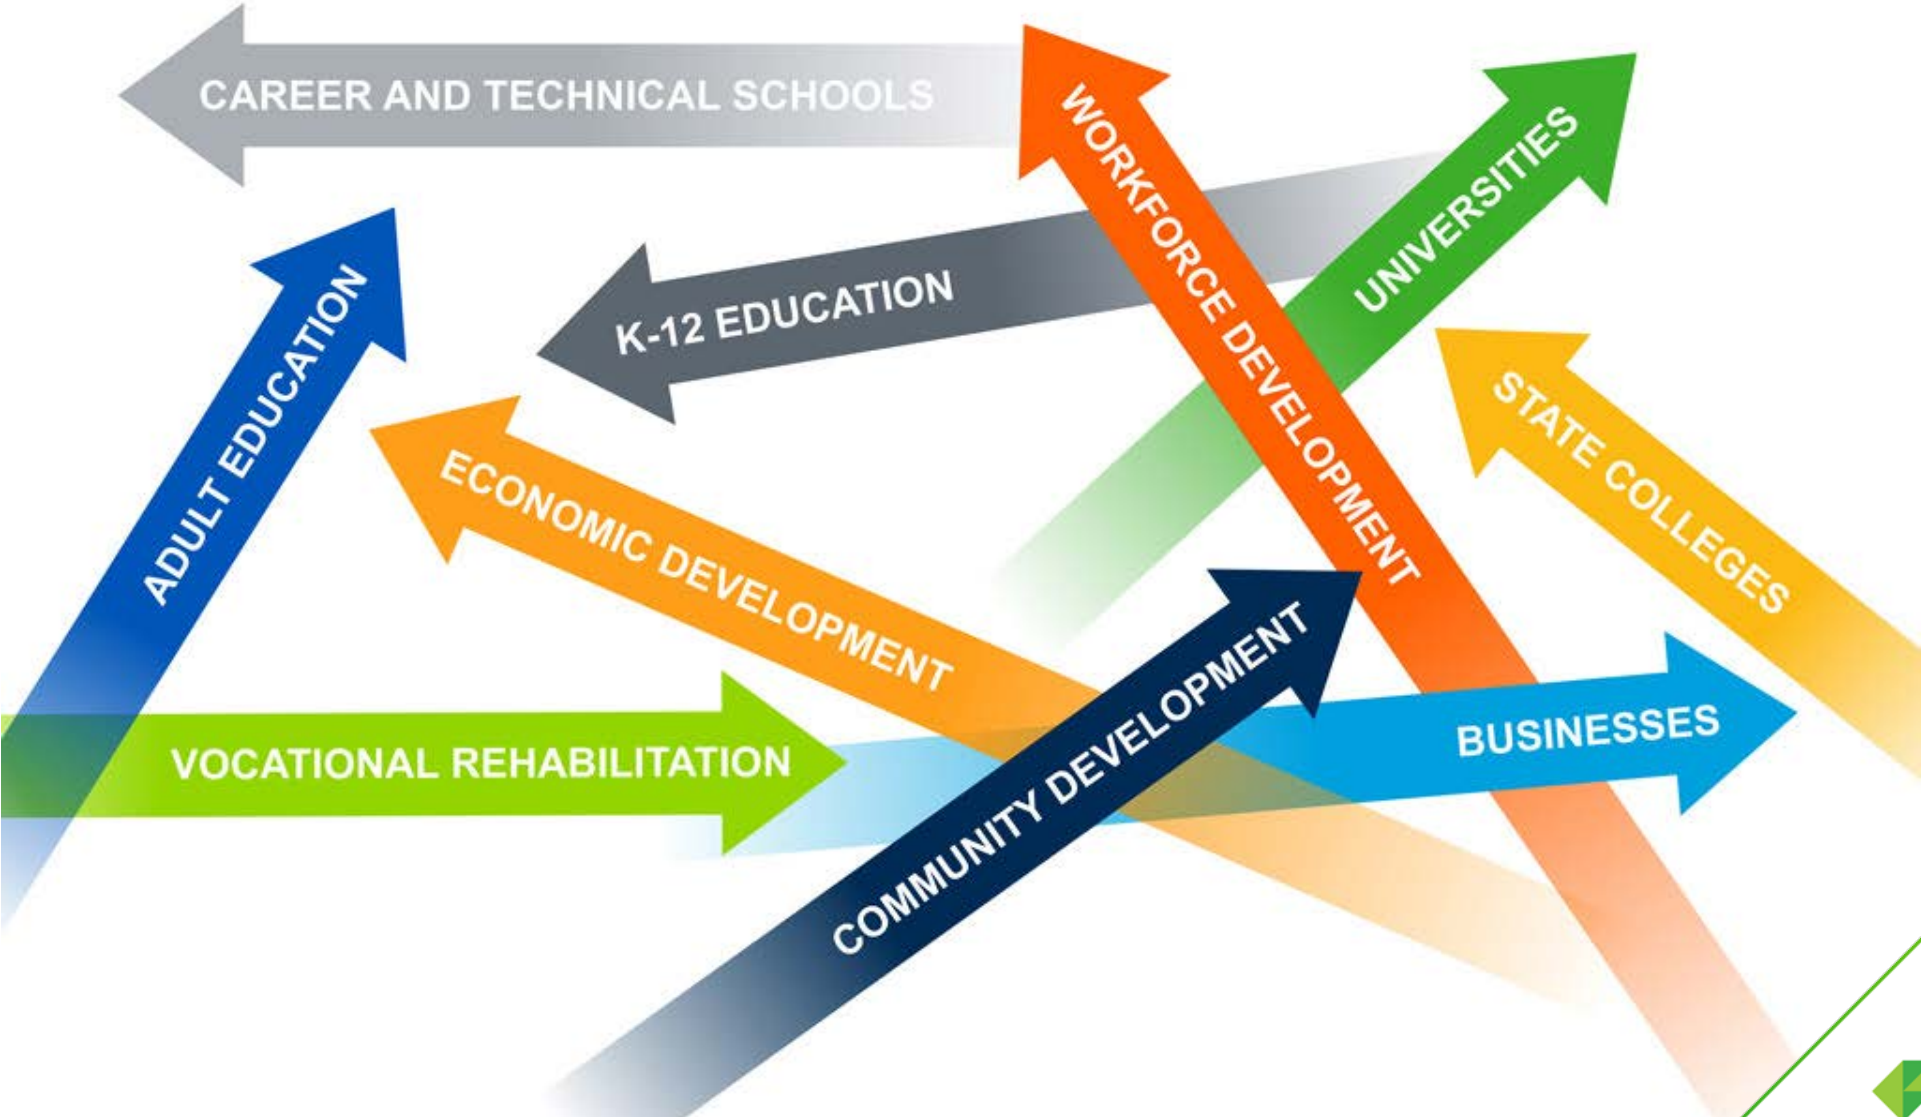 CAREER AND TECHNICAL SCHOOLS
WORKFORCE DEVELOPMENT
UNIVERSITIES
ADULT EDUCATION
K-12 EDUCATION
STATE COLLEGES
ECONOMIC DEVELOPMENT
COMMUNITY DEVELOPMENT
BUSINESSES
VOCATIONAL REHABILITATION